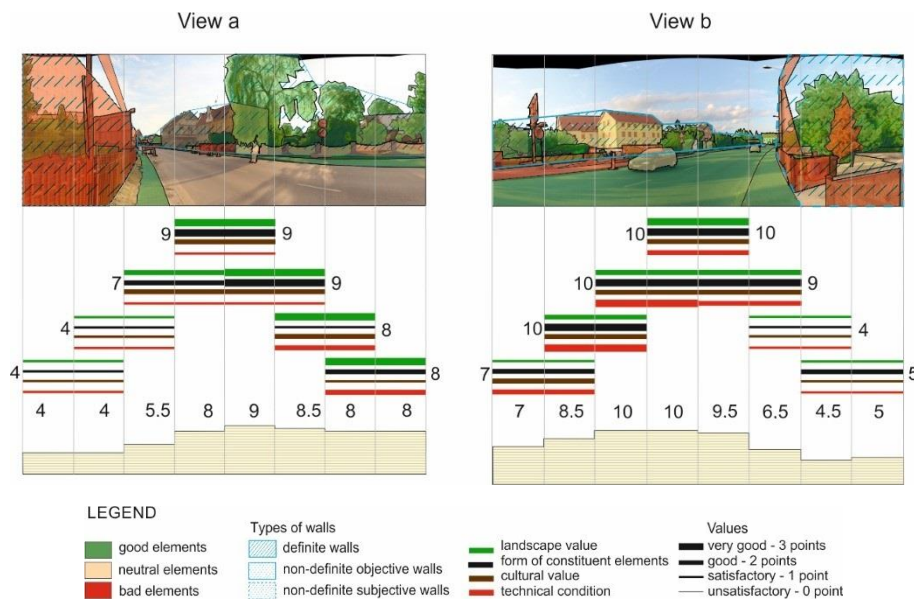 View a
View b
9 9 10 10
7 9 10 9
4 8 10 4
4 8 7 5
4 4 5.5 8 9 8.5 8 8
7 8.5 10 10 9.5 6.5 4.5 5
LEGEND
good elements
neutral elements
bad elements
Types of walls
definite walls
non-definite objective walls
non-definite subjective walls
landscape value
form of constituent elements
cultural value
technical condition
Values
very good - 3 points
good - 2 points
satisfactory - 1 point
unsatisfactory - 0 point